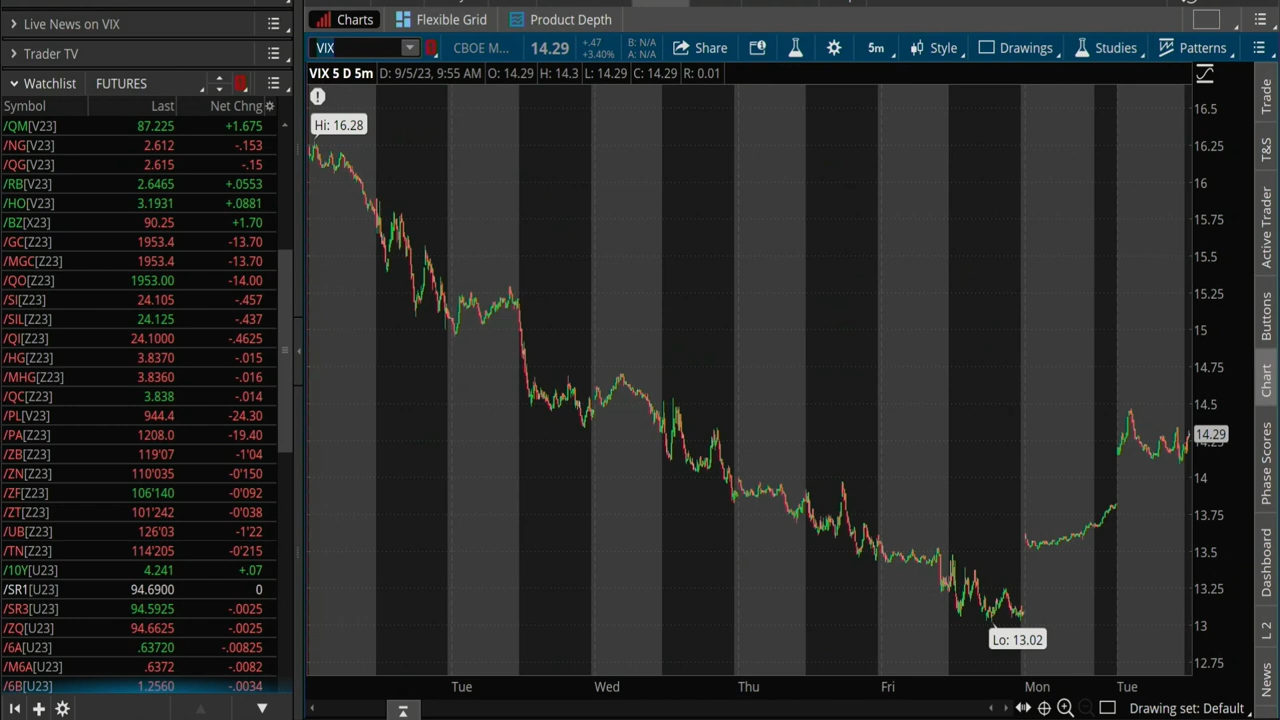 Live News on VIX
Trader TV
Watchlist FUTURES
Symbol Last Net Chng
/QM[V23] 87.225 +1.675
/NG[V23] 2.612 -.153
/QG[V23] 2.615 -.15
/RB[V23] 2.6465 +.0553
/HO[V23] 3.1931 +.0881
/BZ[X23] 90.25 +1.70
/GC[Z23] 1953.4 -13.70
/MGC[Z23] 1953.4 -13.70
/QO[Z23] 1953.00 -14.00
/SI[Z23] 24.105 -.457
/SIL[Z23] 24.125 -.437
/QI[Z23] 24.1000 -.4625
/HG[Z23] 3.8370 -.015
/MHG[Z23] 3.8360 -.016
/QC[Z23] 3.838 -.014
/PL[V23] 944.4 -24.30
/PA[Z23] 1208.0 -19.40
/ZB[Z23] 119'07 -1'04
/ZN[Z23] 110'035 -0'150
/ZF[Z23] 106'140 -0'092
/ZT[Z23] 101'242 -0'038
/UB[Z23] 126'03 -1'22
/TN[Z23] 114'205 -0'215
/10Y[U23] 4.241 +.07
/SR1[U23] 94.6900 0
/SR3[U23] 94.5925 -.0025
/ZQ[U23] 94.6625 -.0025
/6A[U23] .63720 -.00825
/M6A[U23] .6372 -.0082
/6B[U23] 1.2560 -.0034
Charts Flexible Grid Product Depth
VIX CBOE M... 14.29 +.47 +3.40% B: N/A A: N/A Share 5m Style Drawings Studies Patterns
VIX 5 D 5m D: 9/5/23, 9:55 AM O: 14.29 H: 14.3 L: 14.29 C: 14.29 R: 0.01
Hi: 16.28
Lo: 13.02
16.5
16.25
16
15.75
15.5
15.25
15
14.75
14.5
14.29
14
13.75
13.5
13.25
13
12.75
Tue Wed Thu Fri Mon Tue
Drawing set: Default
Trade
T&S
Active Trader
Buttons
Chart
Phase Scores
Dashboard
L 2
News